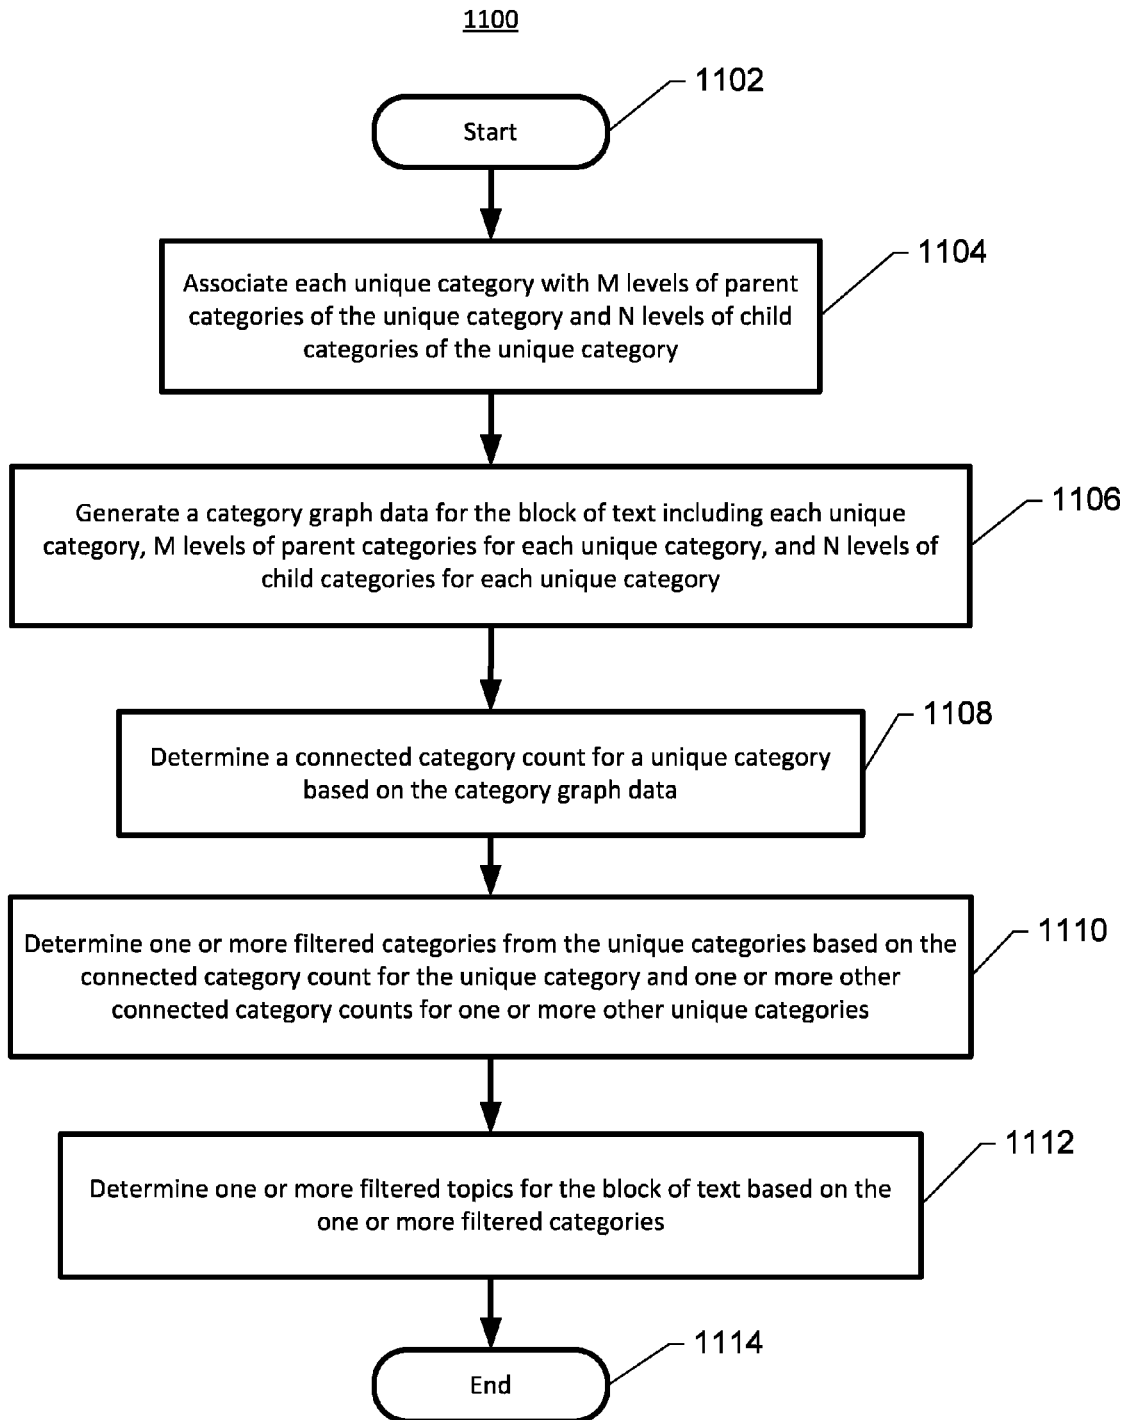 1100
1102
Start
1104
Associate each unique category with M levels of parent
categories of the unique category and N levels of child
categories of the unique category
1106
Generate a category graph data for the block of text including each unique
category, M levels of parent categories for each unique category, and N levels of
child categories for each unique category
1108
Determine a connected category count for a unique category
based on the category graph data
1110
Determine one or more filtered categories from the unique categories based on the
connected category count for the unique category and one or more other
connected category counts for one or more other unique categories
1112
Determine one or more filtered topics for the block of text based on the
one or more filtered categories
1114
End